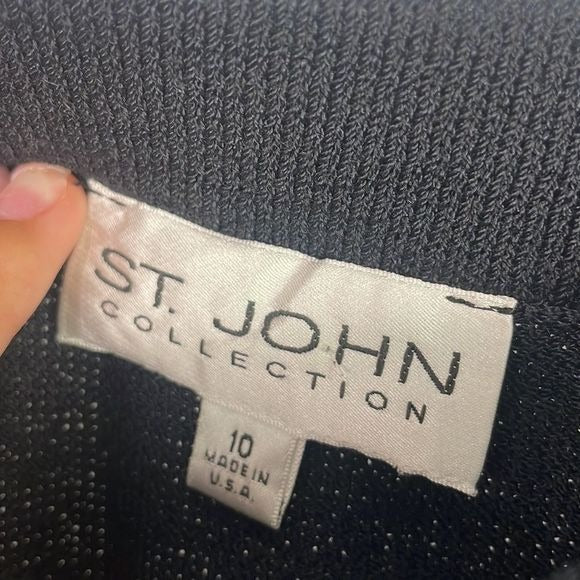 ST. JOHN
COLLECTION
10
MADE IN
U.S.A.